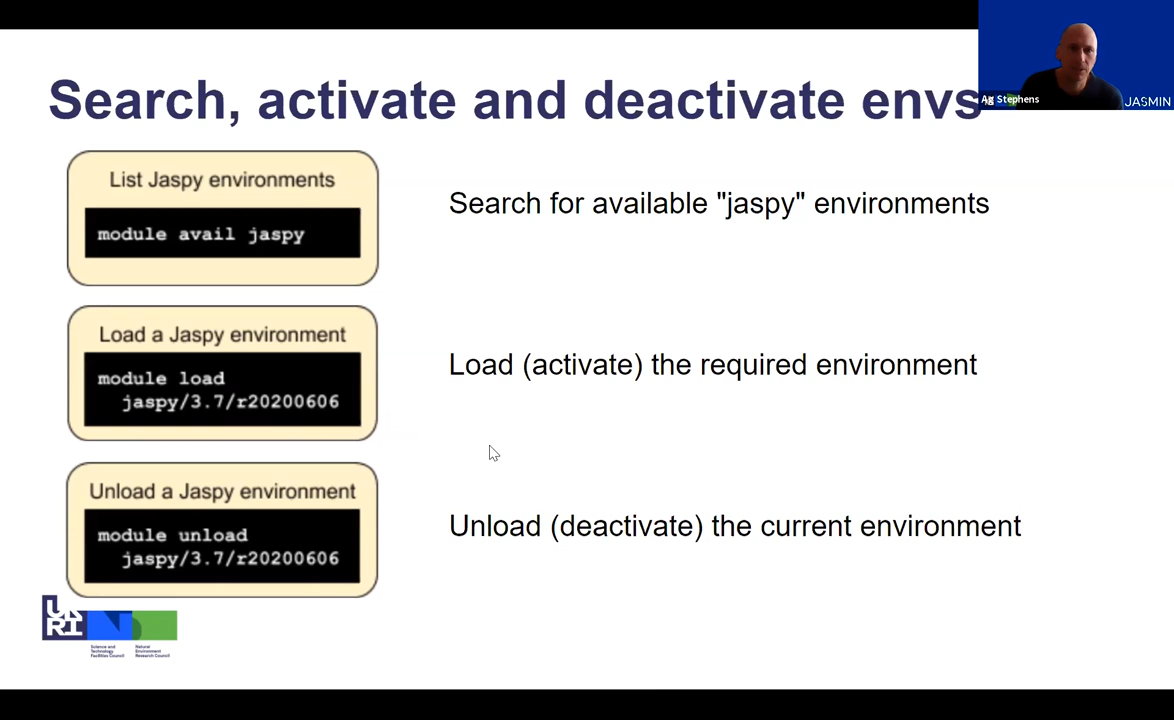 Search, activate and deactivate envs
Ag Stephens
JASMIN
List Jaspy environments
module avail jaspy
Search for available "jaspy" environments
Load a Jaspy environment
module load
jaspy/3.7/r20200606
Load (activate) the required environment
Unload a Jaspy environment
module unload
jaspy/3.7/r20200606
Unload (deactivate) the current environment
UKRI
Science and
Technology
Facilities Council
Natural
Environment
Research Council